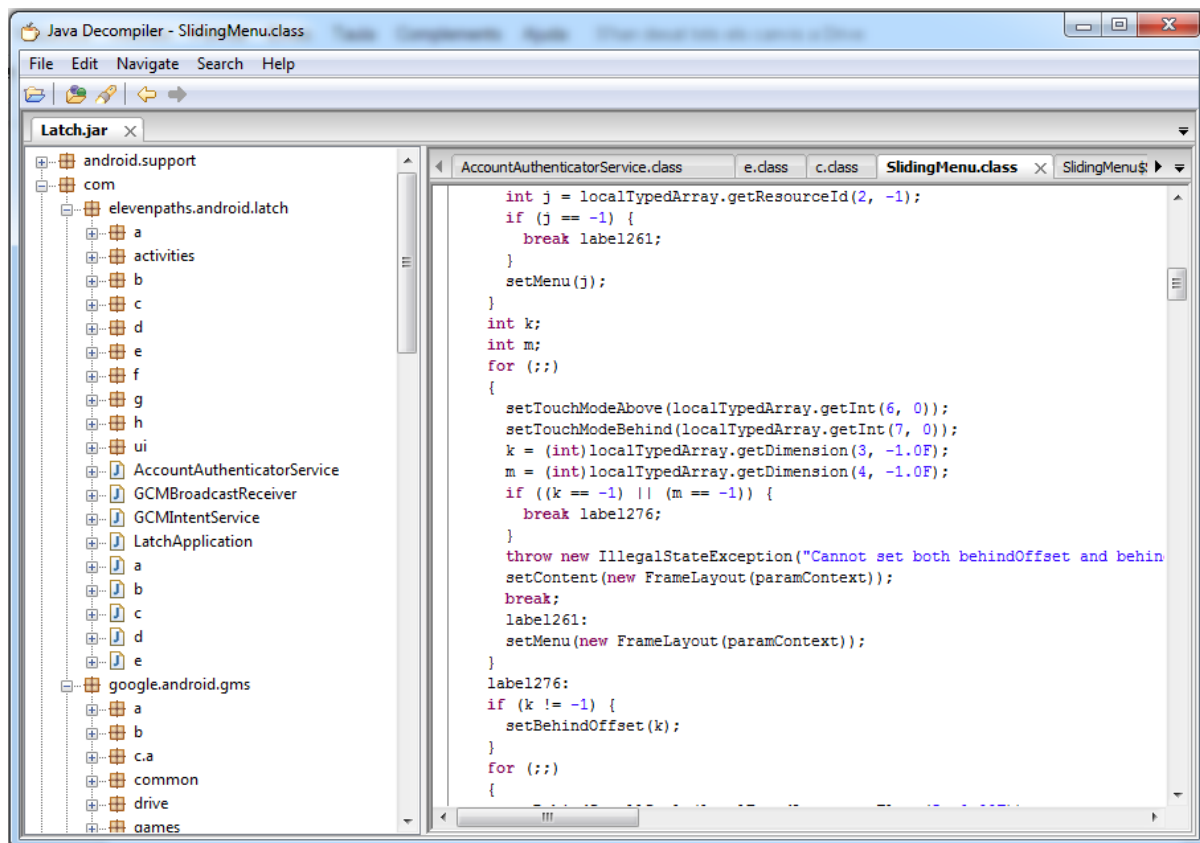 Java Decompiler - SlidingMenu.class
File Edit Navigate Search Help
Latch.jar
android.support
com
elevenpaths.android.latch
a
activities
b
c
d
e
f
g
h
ui
AccountAuthenticatorService
GCMBroadcastReceiver
GCMIntentService
LatchApplication
a
b
c
d
e
google.android.gms
a
b
c.a
common
drive
games
AccountAuthenticatorService.class e.class c.class SlidingMenu.class SlidingMenu$
int j = localTypedArray.getResourceId(2, -1);
if (j == -1) {
break label261;
}
setMenu(j);
}
int k;
int m;
for (;;)
{
setTouchModeAbove(localTypedArray.getInt(6, 0));
setTouchModeBehind(localTypedArray.getInt(7, 0));
k = (int)localTypedArray.getDimension(3, -1.0F);
m = (int)localTypedArray.getDimension(4, -1.0F);
if ((k == -1) || (m == -1)) {
break label276;
}
throw new IllegalStateException("Cannot set both behindOffset and behin
setContent(new FrameLayout(paramContext));
break;
label261:
setMenu(new FrameLayout(paramContext));
}
label276:
if (k != -1) {
setBehindOffset(k);
}
for (;;)
{